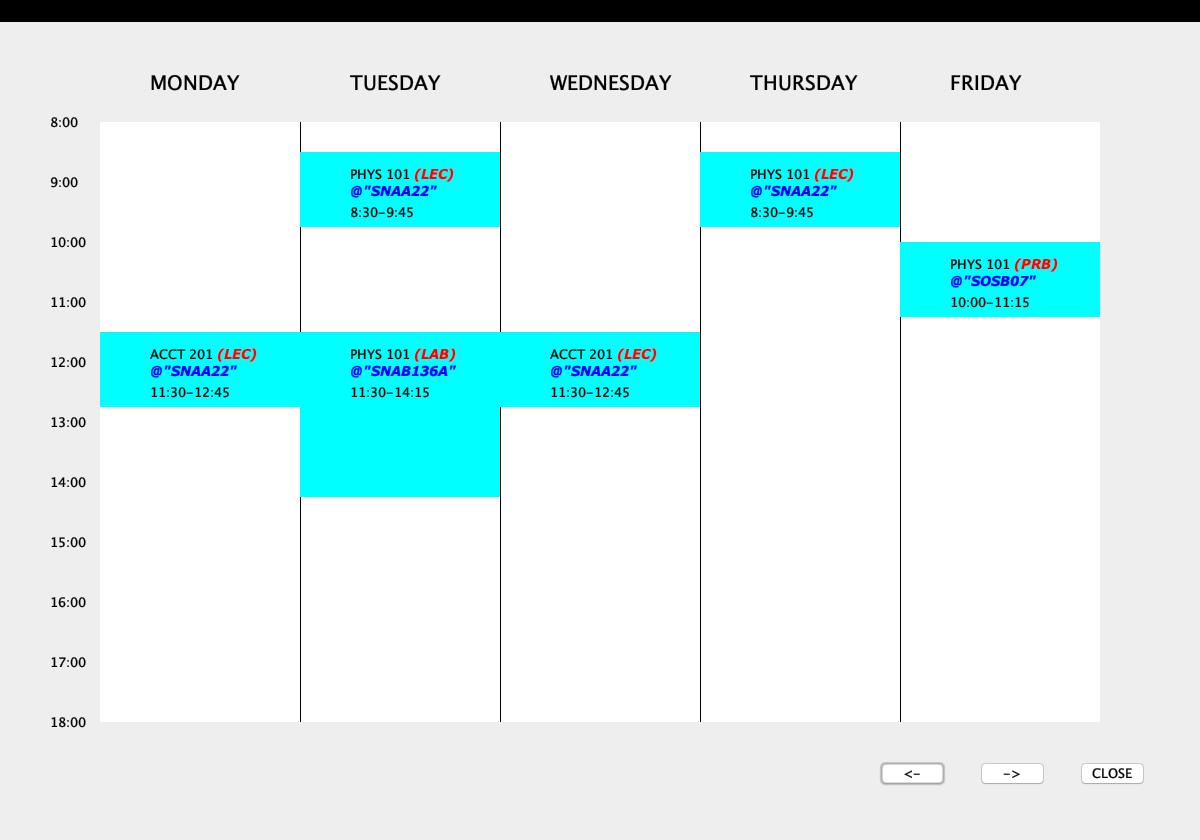 MONDAY TUESDAY WEDNESDAY THURSDAY FRIDAY
8:00
PHYS 101 (LEC)
@"SNAA22"
8:30-9:45
PHYS 101 (LEC)
@"SNAA22"
8:30-9:45
9:00
10:00
PHYS 101 (PRB)
@"SOSB07"
10:00-11:15
11:00
ACCT 201 (LEC)
@"SNAA22"
11:30-12:45
PHYS 101 (LAB)
@"SNAB136A"
11:30-14:15
ACCT 201 (LEC)
@"SNAA22"
11:30-12:45
12:00
13:00
14:00
15:00
16:00
17:00
18:00
<- -> CLOSE